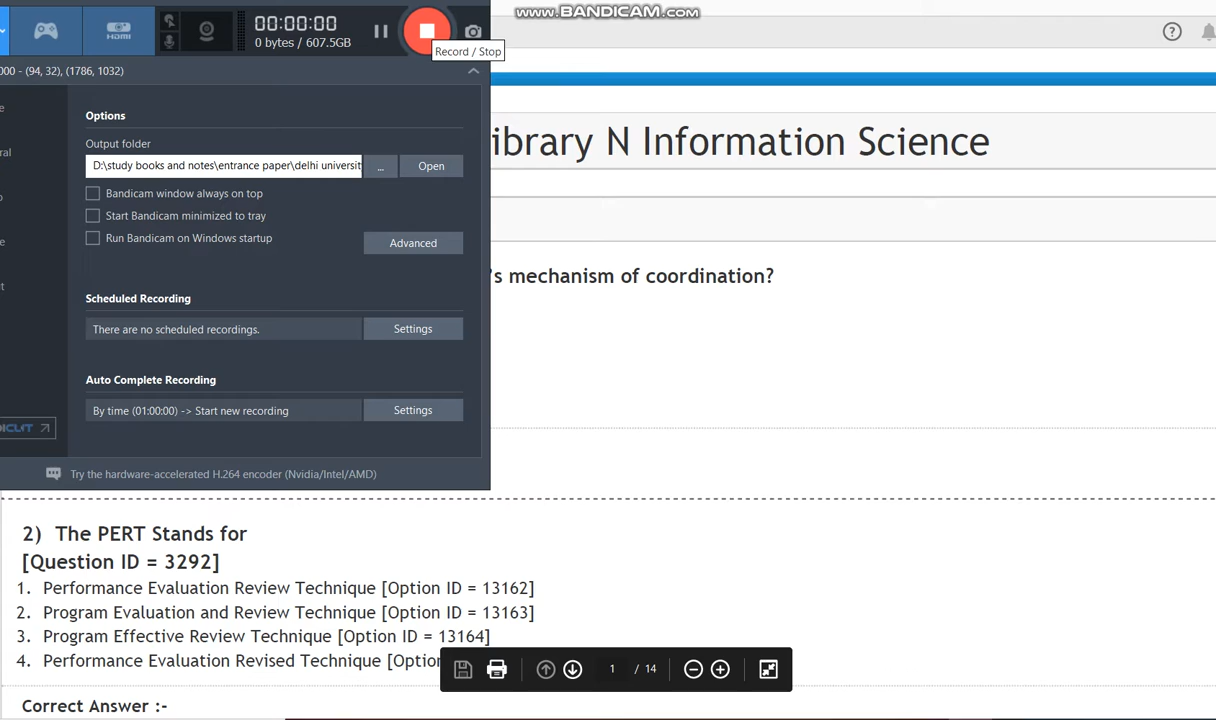 www.BANDICAM.com
HDMI
00:00:00
0 bytes / 607.5GB
Record / Stop
000 - (94, 32), (1786, 1032)
Options
Output folder
D:\study books and notes\entrance paper\delhi universit
...
Open
Bandicam window always on top
Start Bandicam minimized to tray
Run Bandicam on Windows startup
Advanced
Scheduled Recording
There are no scheduled recordings.
Settings
Auto Complete Recording
By time (01:00:00) -> Start new recording
Settings
Try the hardware-accelerated H.264 encoder (Nvidia/Intel/AMD)
ibrary N Information Science
's mechanism of coordination?
2) The PERT Stands for
[Question ID = 3292]
1. Performance Evaluation Review Technique [Option ID = 13162]
2. Program Evaluation and Review Technique [Option ID = 13163]
3. Program Effective Review Technique [Option ID = 13164]
4. Performance Evaluation Revised Technique [Optio
1 / 14
Correct Answer :-